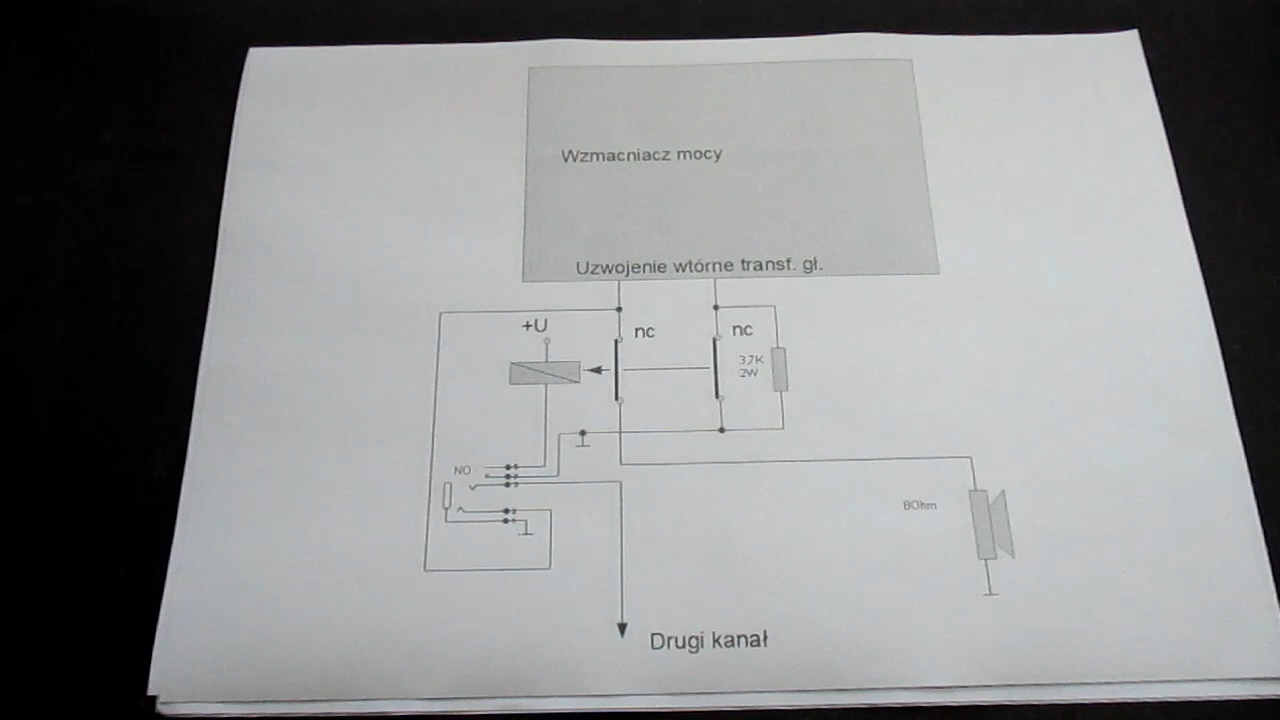 Wzmacniacz mocy
Uzwojenie wtórne transf. gł.
+U
nc
nc
3,7K
2W
NO
8Ohm
Drugi kanał